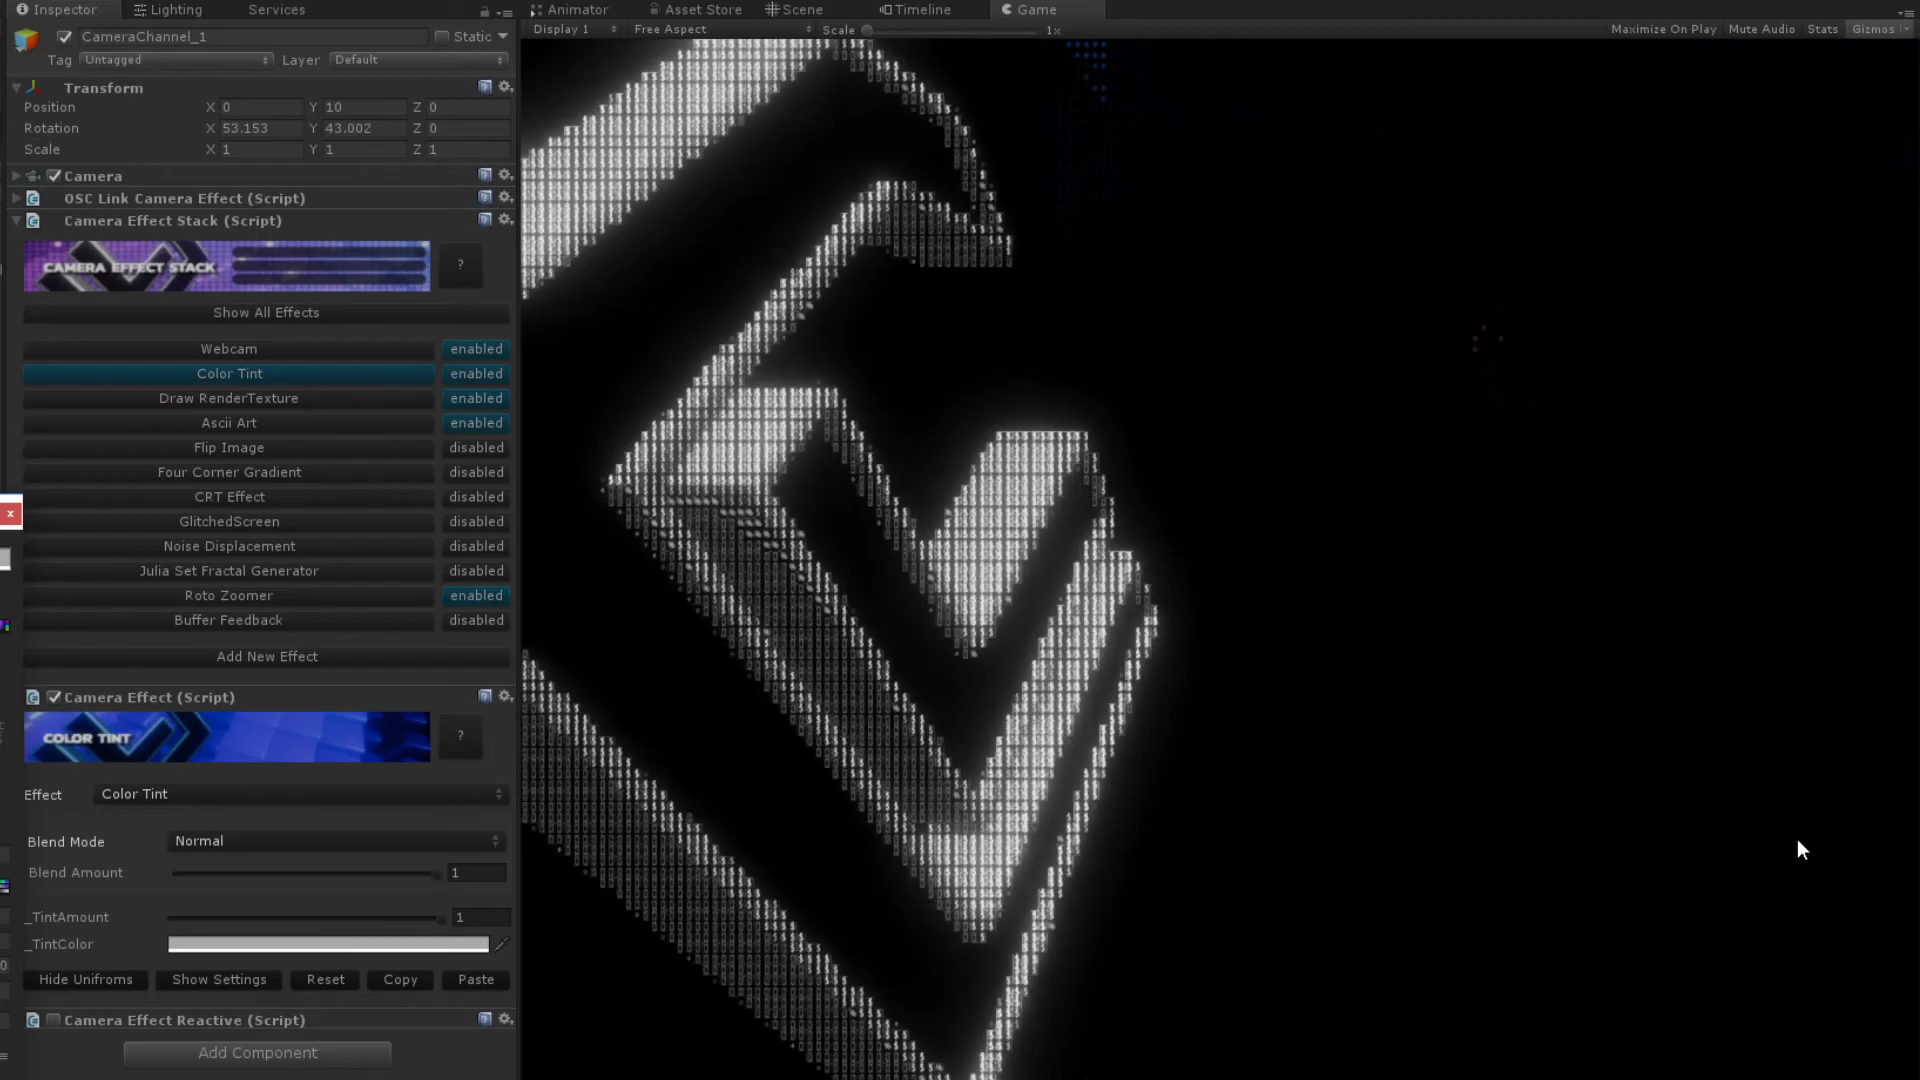 Inspector Lighting Services
Animator Asset Store Scene Timeline Game
CameraChannel_1 Static
Display 1 Free Aspect Scale 1x Maximize On Play Mute Audio Stats Gizmos
Tag Untagged Layer Default
Transform
Position X 0 Y 10 Z 0
Rotation X 53.153 Y 43.002 Z 0
Scale X 1 Y 1 Z 1
Camera
OSC Link Camera Effect (Script)
Camera Effect Stack (Script)
CAMERA EFFECT STACK ?
Show All Effects
Webcam enabled
Color Tint enabled
Draw RenderTexture enabled
Ascii Art enabled
Flip Image disabled
Four Corner Gradient disabled
CRT Effect disabled
GlitchedScreen disabled
Noise Displacement disabled
Julia Set Fractal Generator disabled
Roto Zoomer enabled
Buffer Feedback disabled
Add New Effect
Camera Effect (Script)
COLOR TINT ?
Effect Color Tint
Blend Mode Normal
Blend Amount 1
_TintAmount 1
_TintColor
Hide Unifroms Show Settings Reset Copy Paste
Camera Effect Reactive (Script)
Add Component